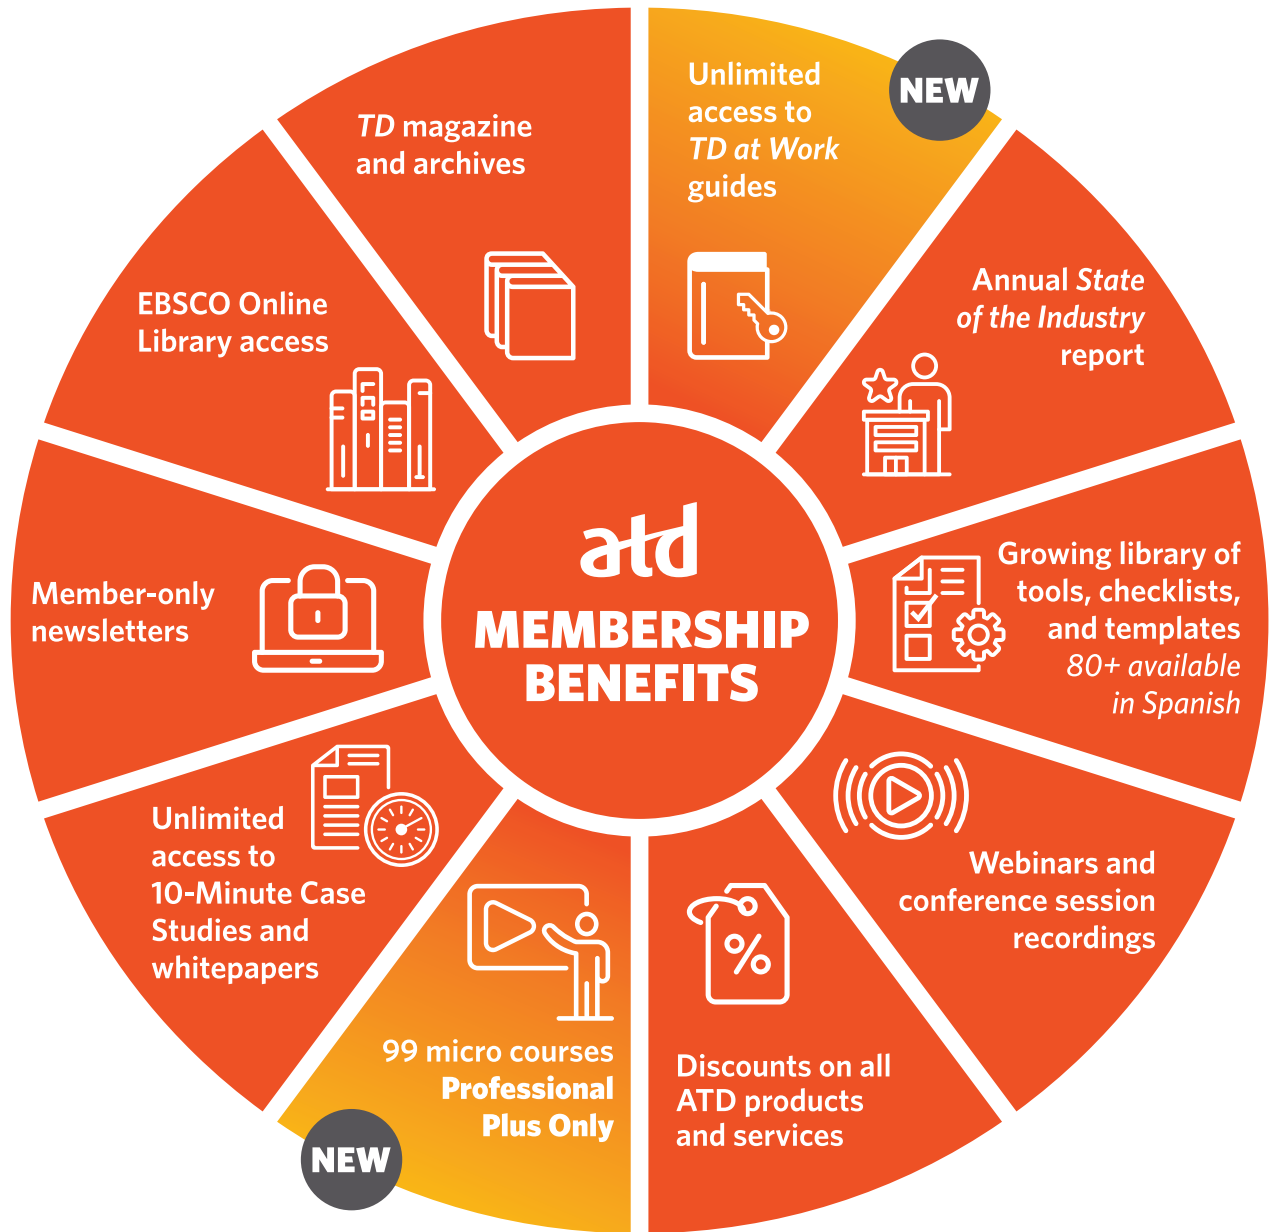 Unlimited
access to
TD at Work
guides
NEW
Annual State
of the Industry
report
Growing library of
tools, checklists,
and templates
80+ available
in Spanish
Webinars and
conference session
recordings
Discounts on all
ATD products
and services
99 micro courses
Professional
Plus Only
NEW
Unlimited
access to
10-Minute Case
Studies and
whitepapers
Member-only
newsletters
EBSCO Online
Library access
TD magazine
and archives
atd
MEMBERSHIP
BENEFITS